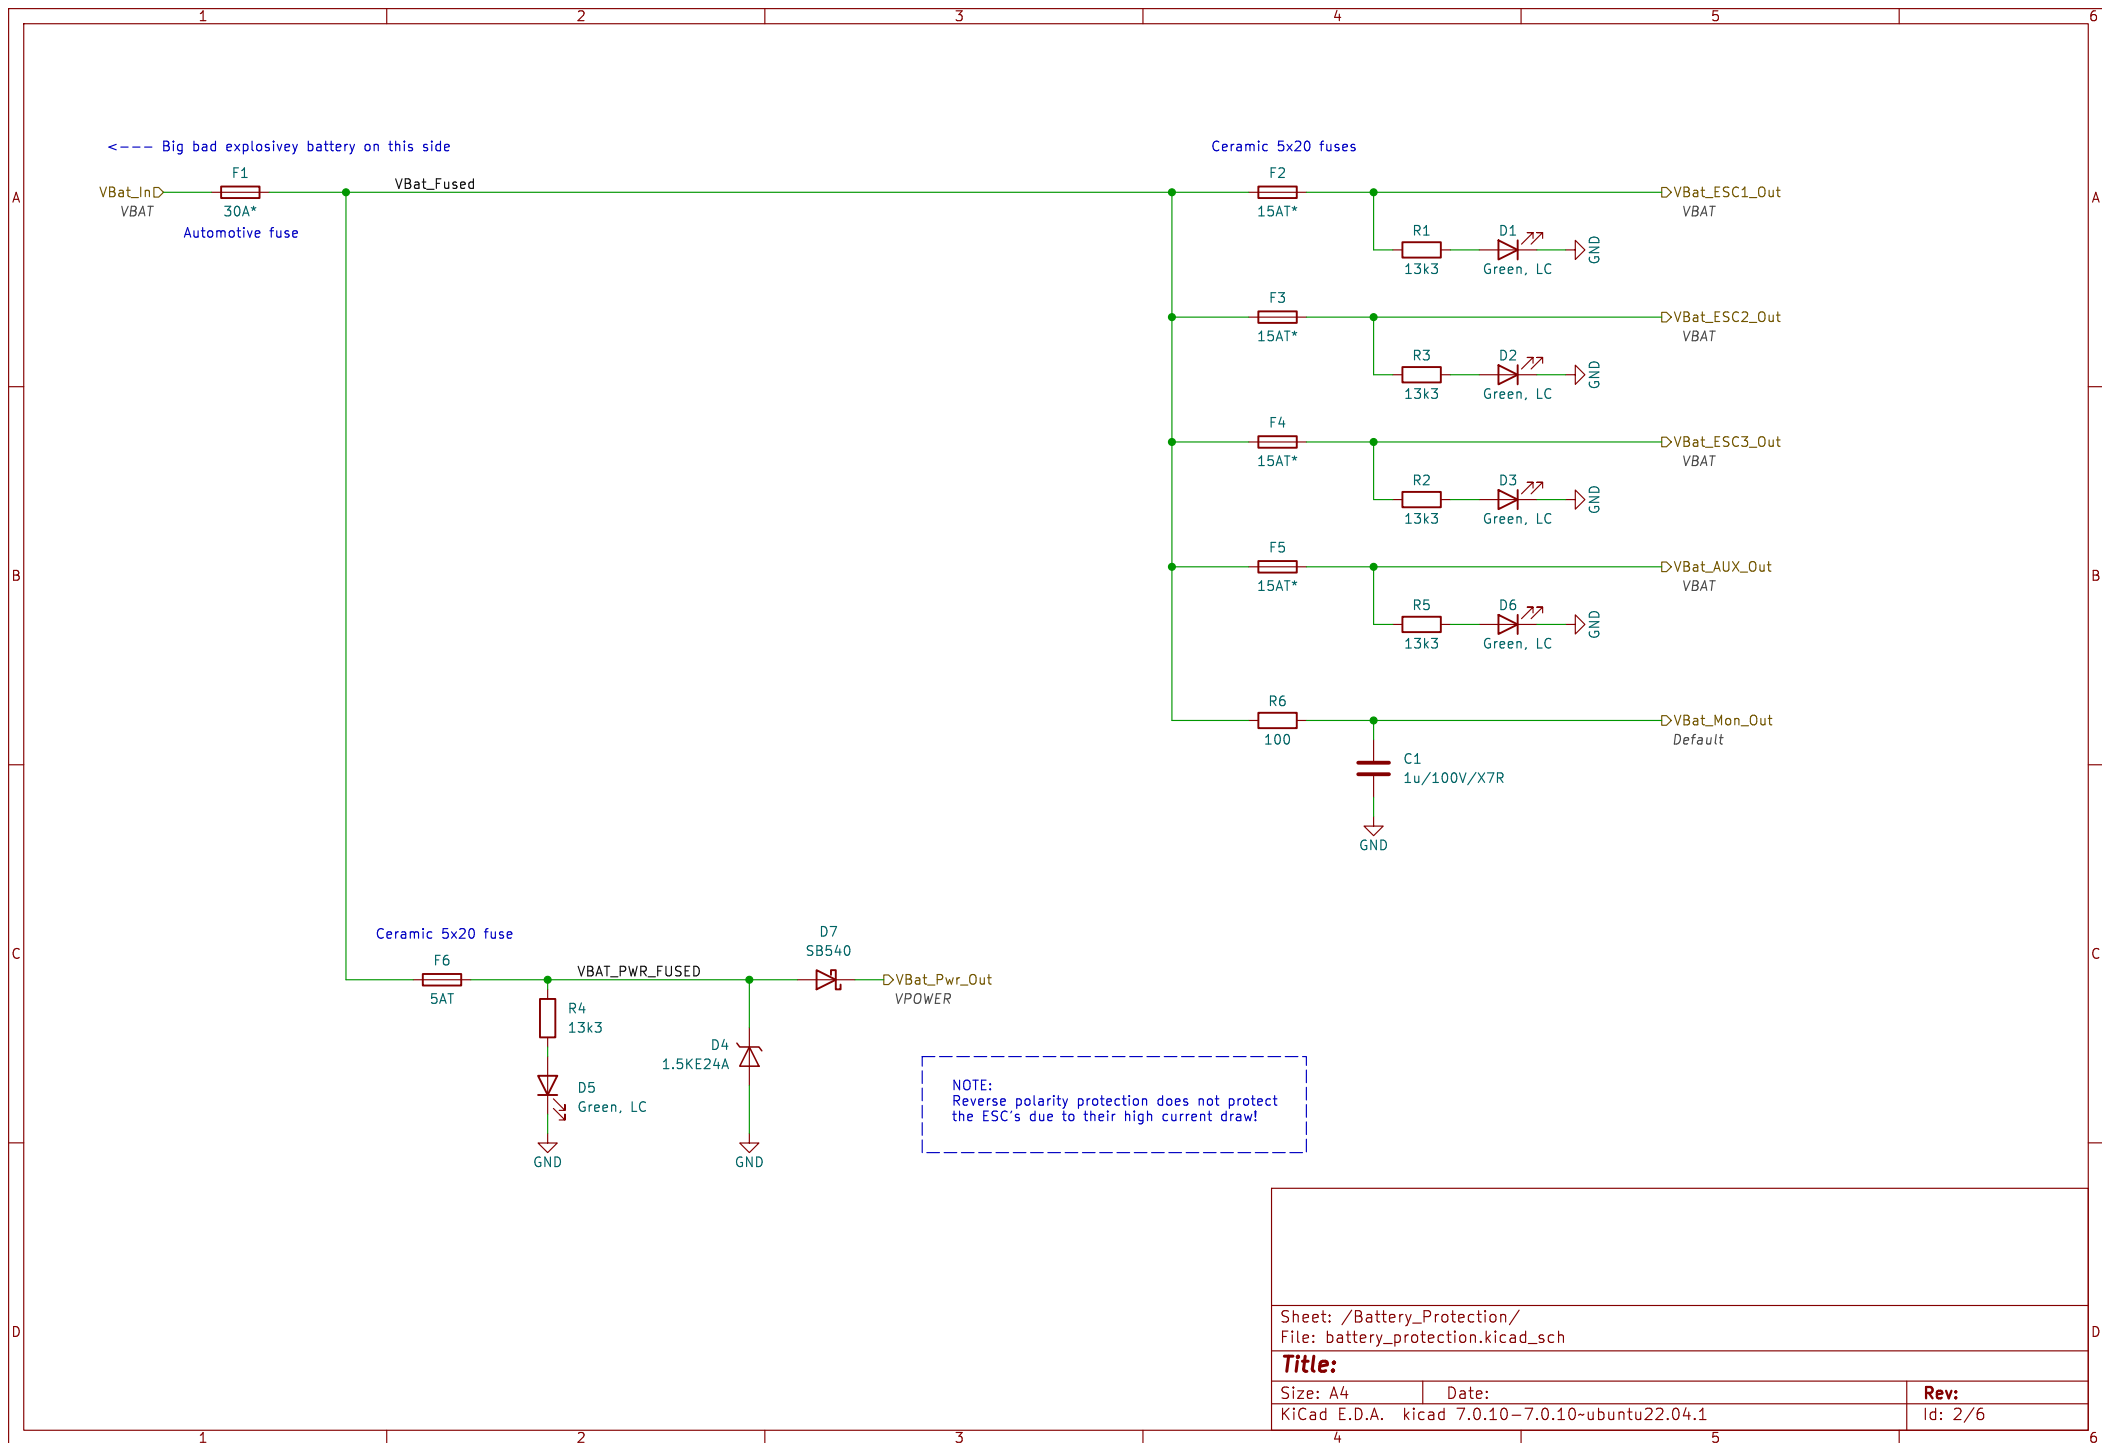 1 2 3 4 5 6
<--- Big bad explosivey battery on this side
Ceramic 5x20 fuses
F1
F2
VBat_Fused
A
VBat_In
VBat_ESC1_Out
A
VBAT
30A*
15AT*
VBAT
Automotive fuse
R1
D1
GND
13k3
Green, LC
F3
VBat_ESC2_Out
15AT*
VBAT
R3
D2
GND
13k3
Green, LC
F4
VBat_ESC3_Out
15AT*
VBAT
R2
D3
GND
13k3
Green, LC
F5
B
VBat_AUX_Out
B
15AT*
VBAT
R5
D6
GND
13k3
Green, LC
R6
VBat_Mon_Out
100
Default
C1
1u/100V/X7R
GND
Ceramic 5x20 fuse
D7
SB540
C
C
F6
VBAT_PWR_FUSED
VBat_Pwr_Out
5AT
VPOWER
R4
13k3
D4
1.5KE24A
D5
Green, LC
GND
GND
NOTE:
Reverse polarity protection does not protect
the ESC's due to their high current draw!
Sheet: /Battery_Protection/
File: battery_protection.kicad_sch
D
D
Title:
Size: A4
Date:
Rev:
KiCad E.D.A. kicad 7.0.10-7.0.10~ubuntu22.04.1
Id: 2/6
1 2 3 4 5 6